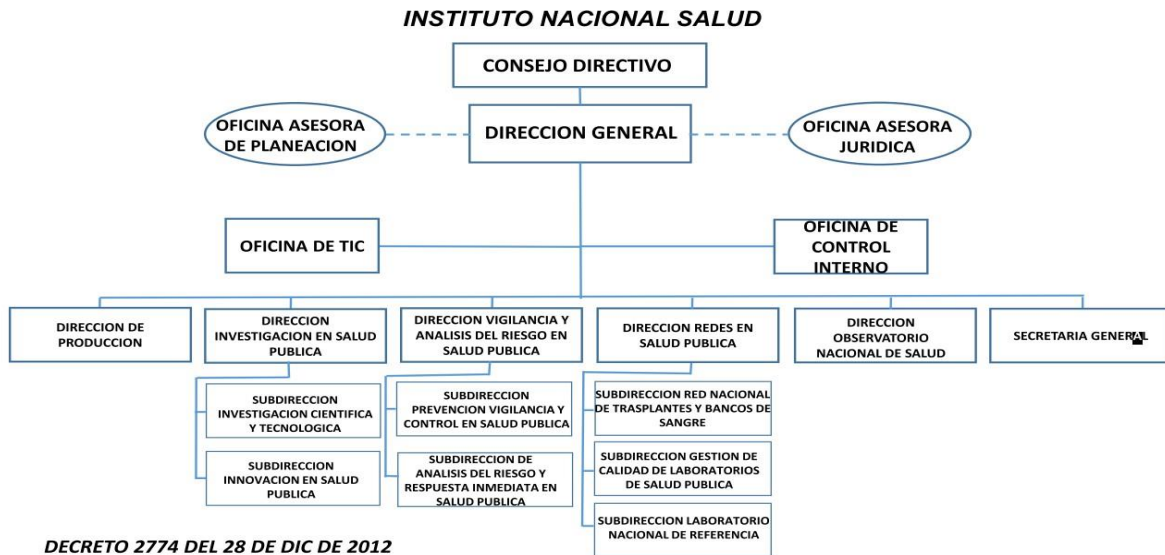 INSTITUTO NACIONAL SALUD
CONSEJO DIRECTIVO
OFICINA ASESORA
DE PLANEACION
DIRECCION GENERAL
OFICINA ASESORA
JURIDICA
OFICINA DE TIC
OFICINA DE
CONTROL
INTERNO
DIRECCION DE
PRODUCCION
DIRECCION
INVESTIGACION EN SALUD
PUBLICA
DIRECCION VIGILANCIA Y
ANALISIS DEL RIESGO EN
SALUD PUBLICA
DIRECCION REDES EN
SALUD PUBLICA
DIRECCION
OBSERVATORIO
NACIONAL DE SALUD
SECRETARIA GENERAL
SUBDIRECCION
INVESTIGACION CIENTIFICA
Y TECNOLOGICA
SUBDIRECCION
PREVENCION VIGILANCIA Y
CONTROL EN SALUD PUBLICA
SUBDIRECCION RED NACIONAL
DE TRASPLANTES Y BANCOS DE
SANGRE
SUBDIRECCION
INNOVACION EN SALUD
PUBLICA
SUBDIRECCION DE
ANALISIS DEL RIESGO Y
RESPUESTA INMEDIATA EN
SALUD PUBLICA
SUBDIRECCION GESTION DE
CALIDAD DE LABORATORIOS
DE SALUD PUBLICA
SUBDIRECCION LABORATORIO
NACIONAL DE REFERENCIA
DECRETO 2774 DEL 28 DE DIC DE 2012